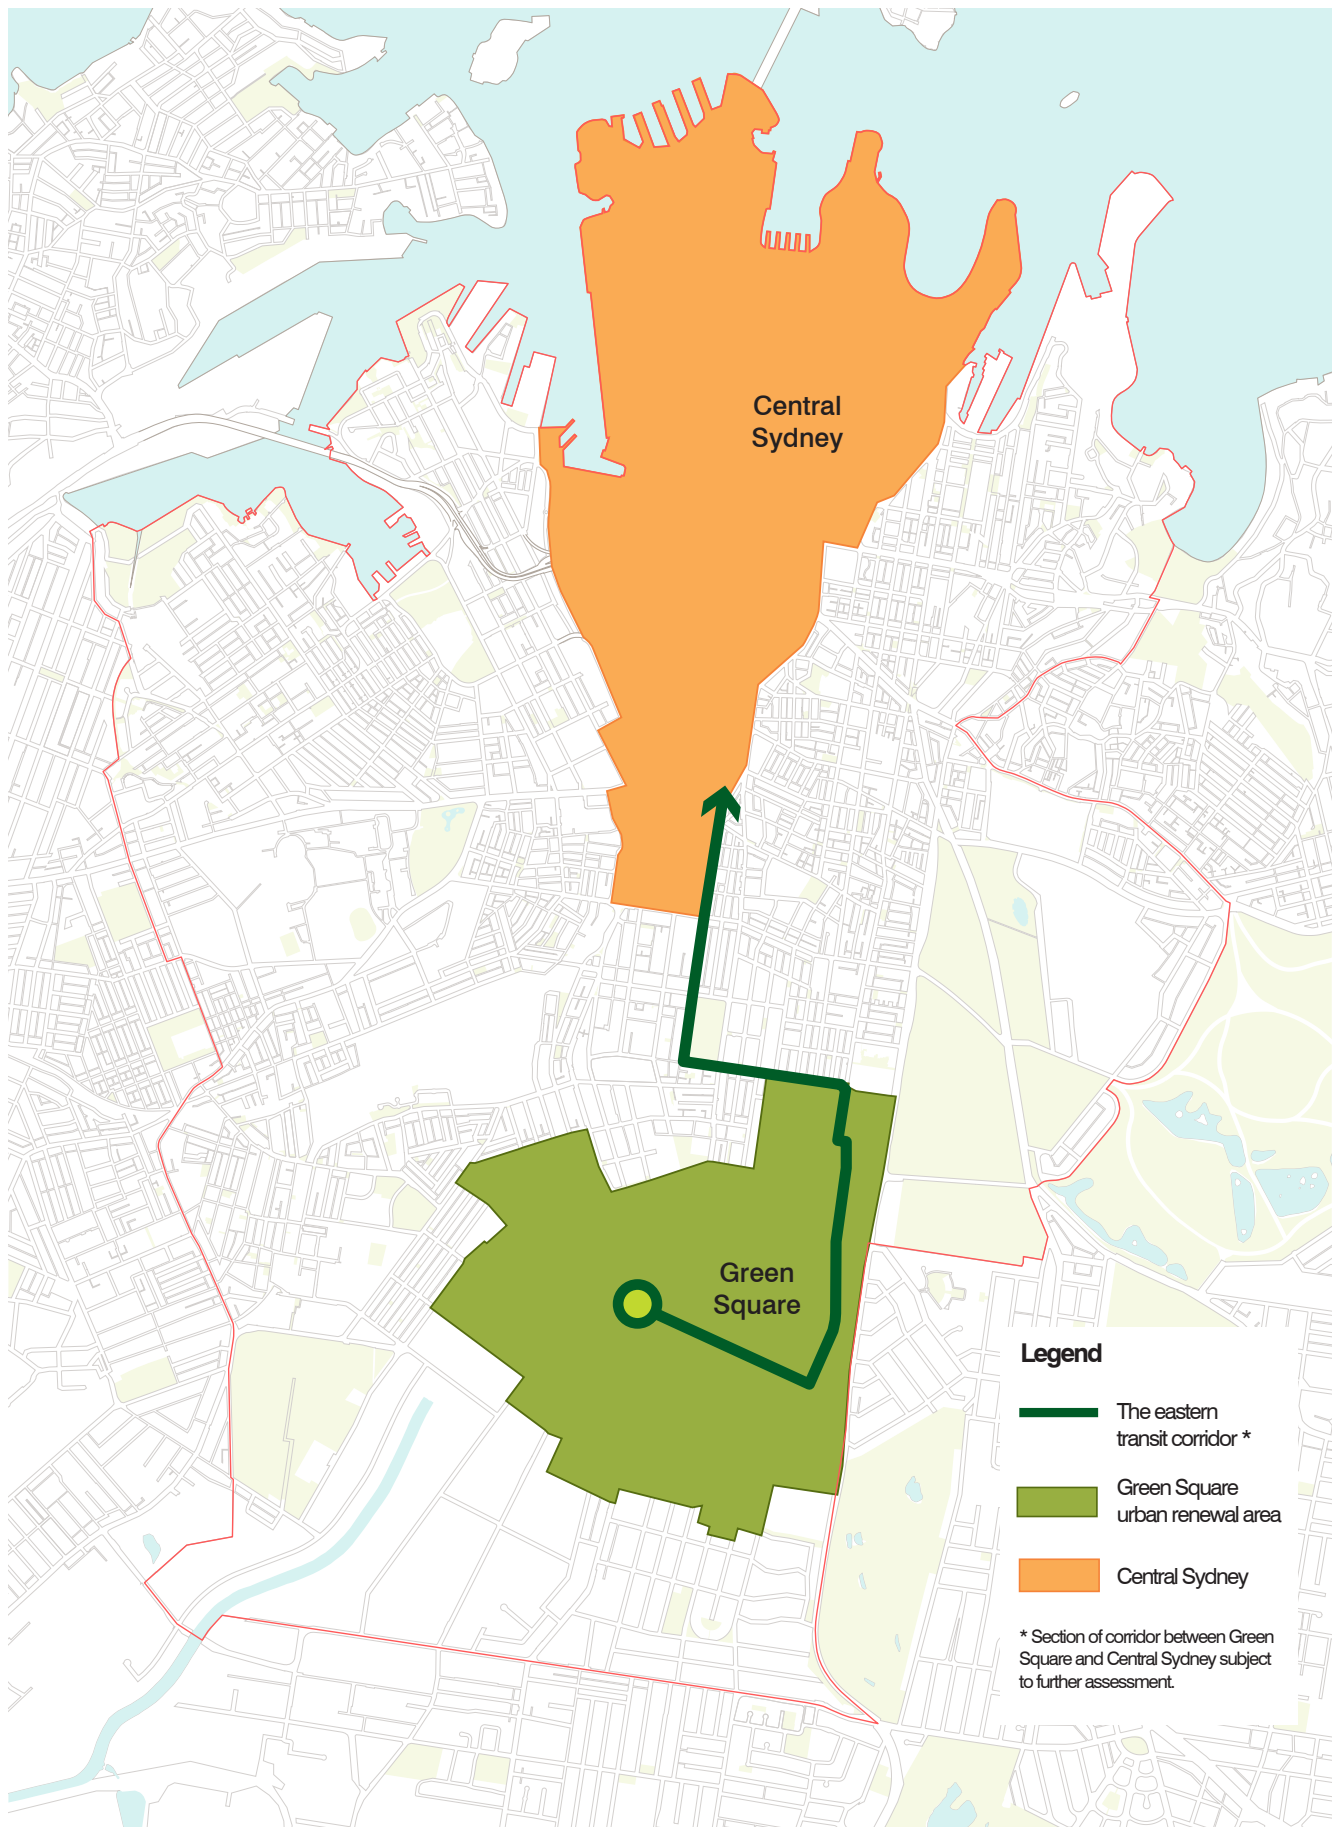 Central
Sydney
Green
Square
Legend
The eastern
transit corridor *
Green Square
urban renewal area
Central Sydney
* Section of corridor between Green
Square and Central Sydney subject
to further assessment.